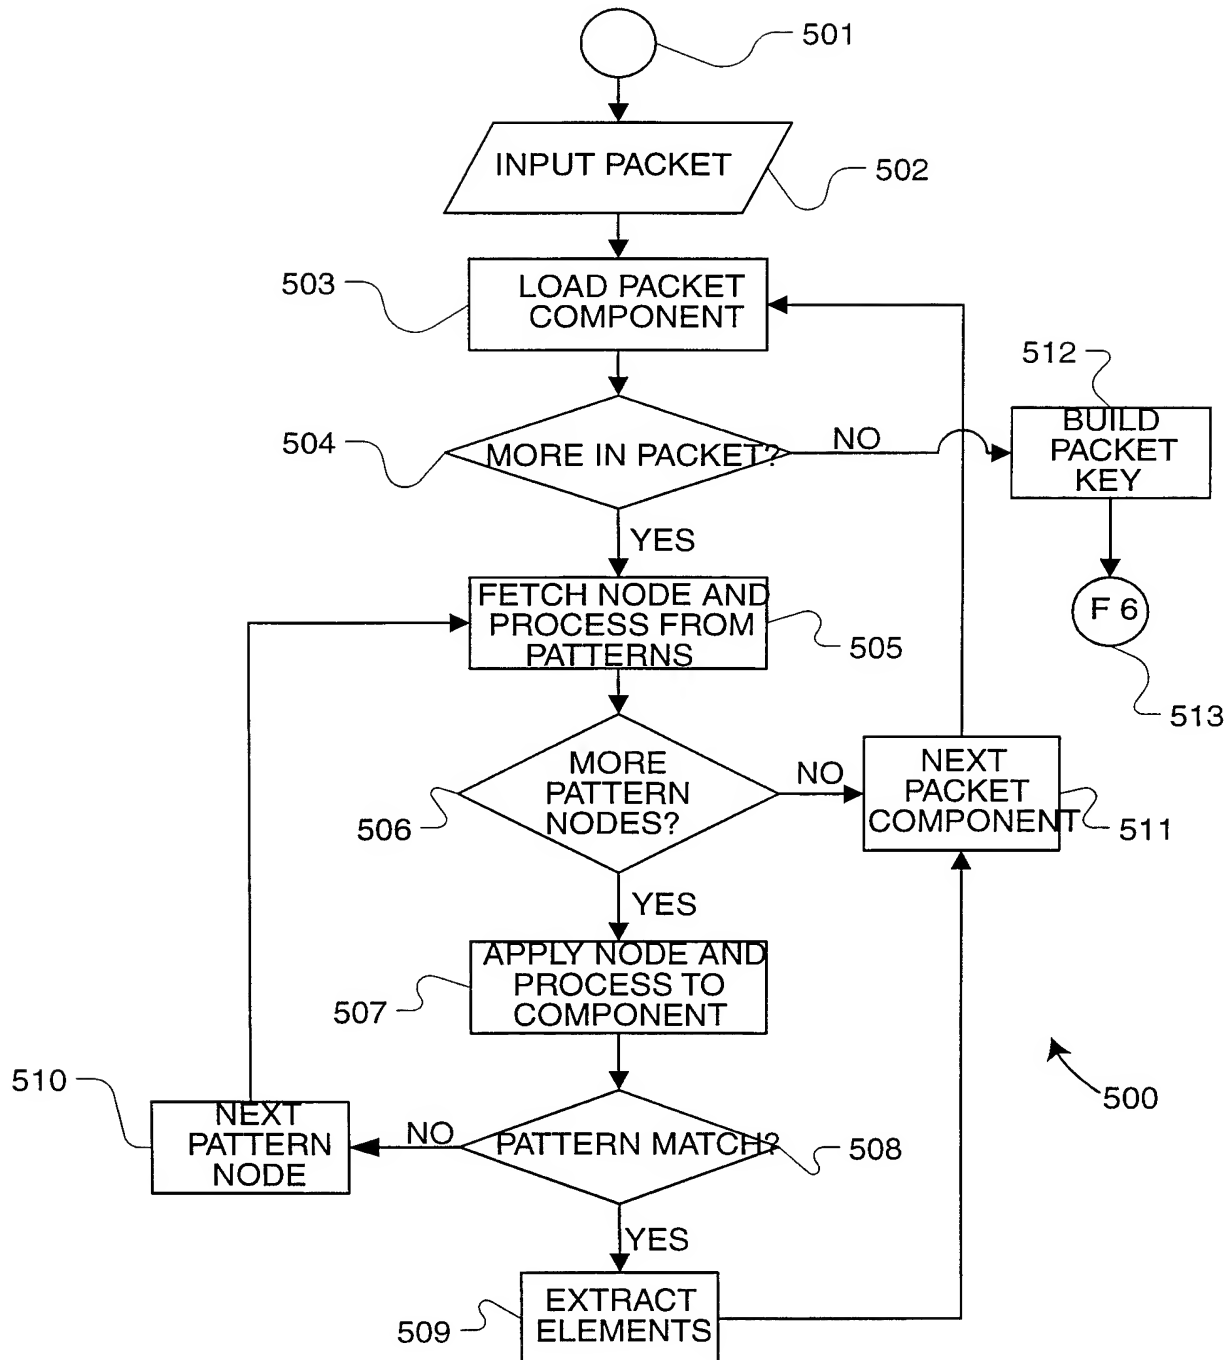 501
INPUT PACKET
502
503
LOAD PACKET
COMPONENT
512
BUILD
PACKET
KEY
504
MORE IN PACKET?
NO
YES
FETCH NODE AND
PROCESS FROM
PATTERNS
505
F 6
513
MORE
PATTERN
NODES?
NO
506
NEXT
PACKET
COMPONENT
511
YES
APPLY NODE AND
PROCESS TO
COMPONENT
507
510
NEXT
PATTERN
NODE
NO
PATTERN MATCH?
508
500
YES
EXTRACT
ELEMENTS
509